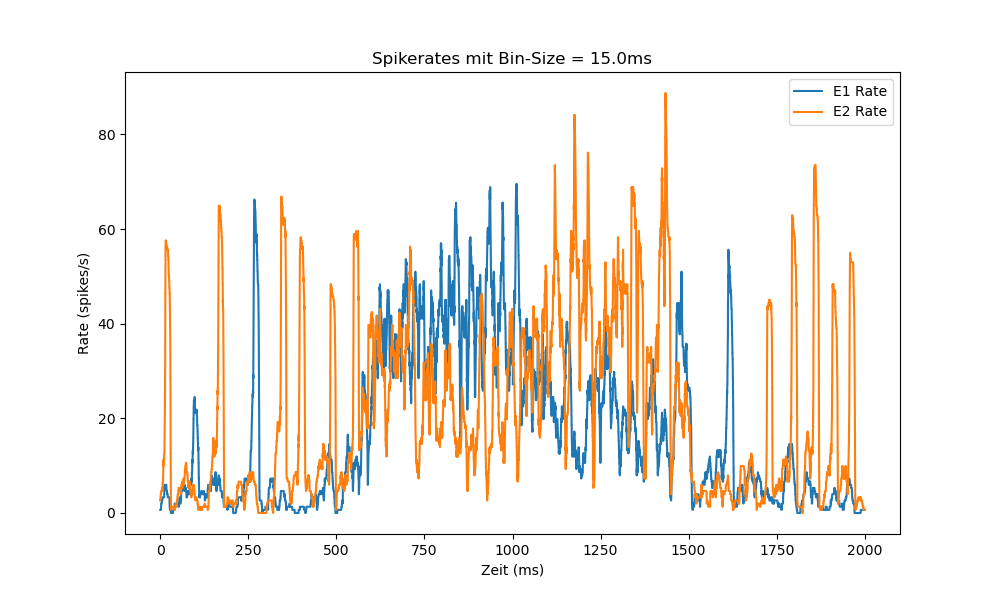 Spikerates mit Bin-Size = 15.0ms
E1 Rate
E2 Rate
Rate (spikes/s)
80
60
40
20
0
0 250 500 750 1000 1250 1500 1750 2000
Zeit (ms)